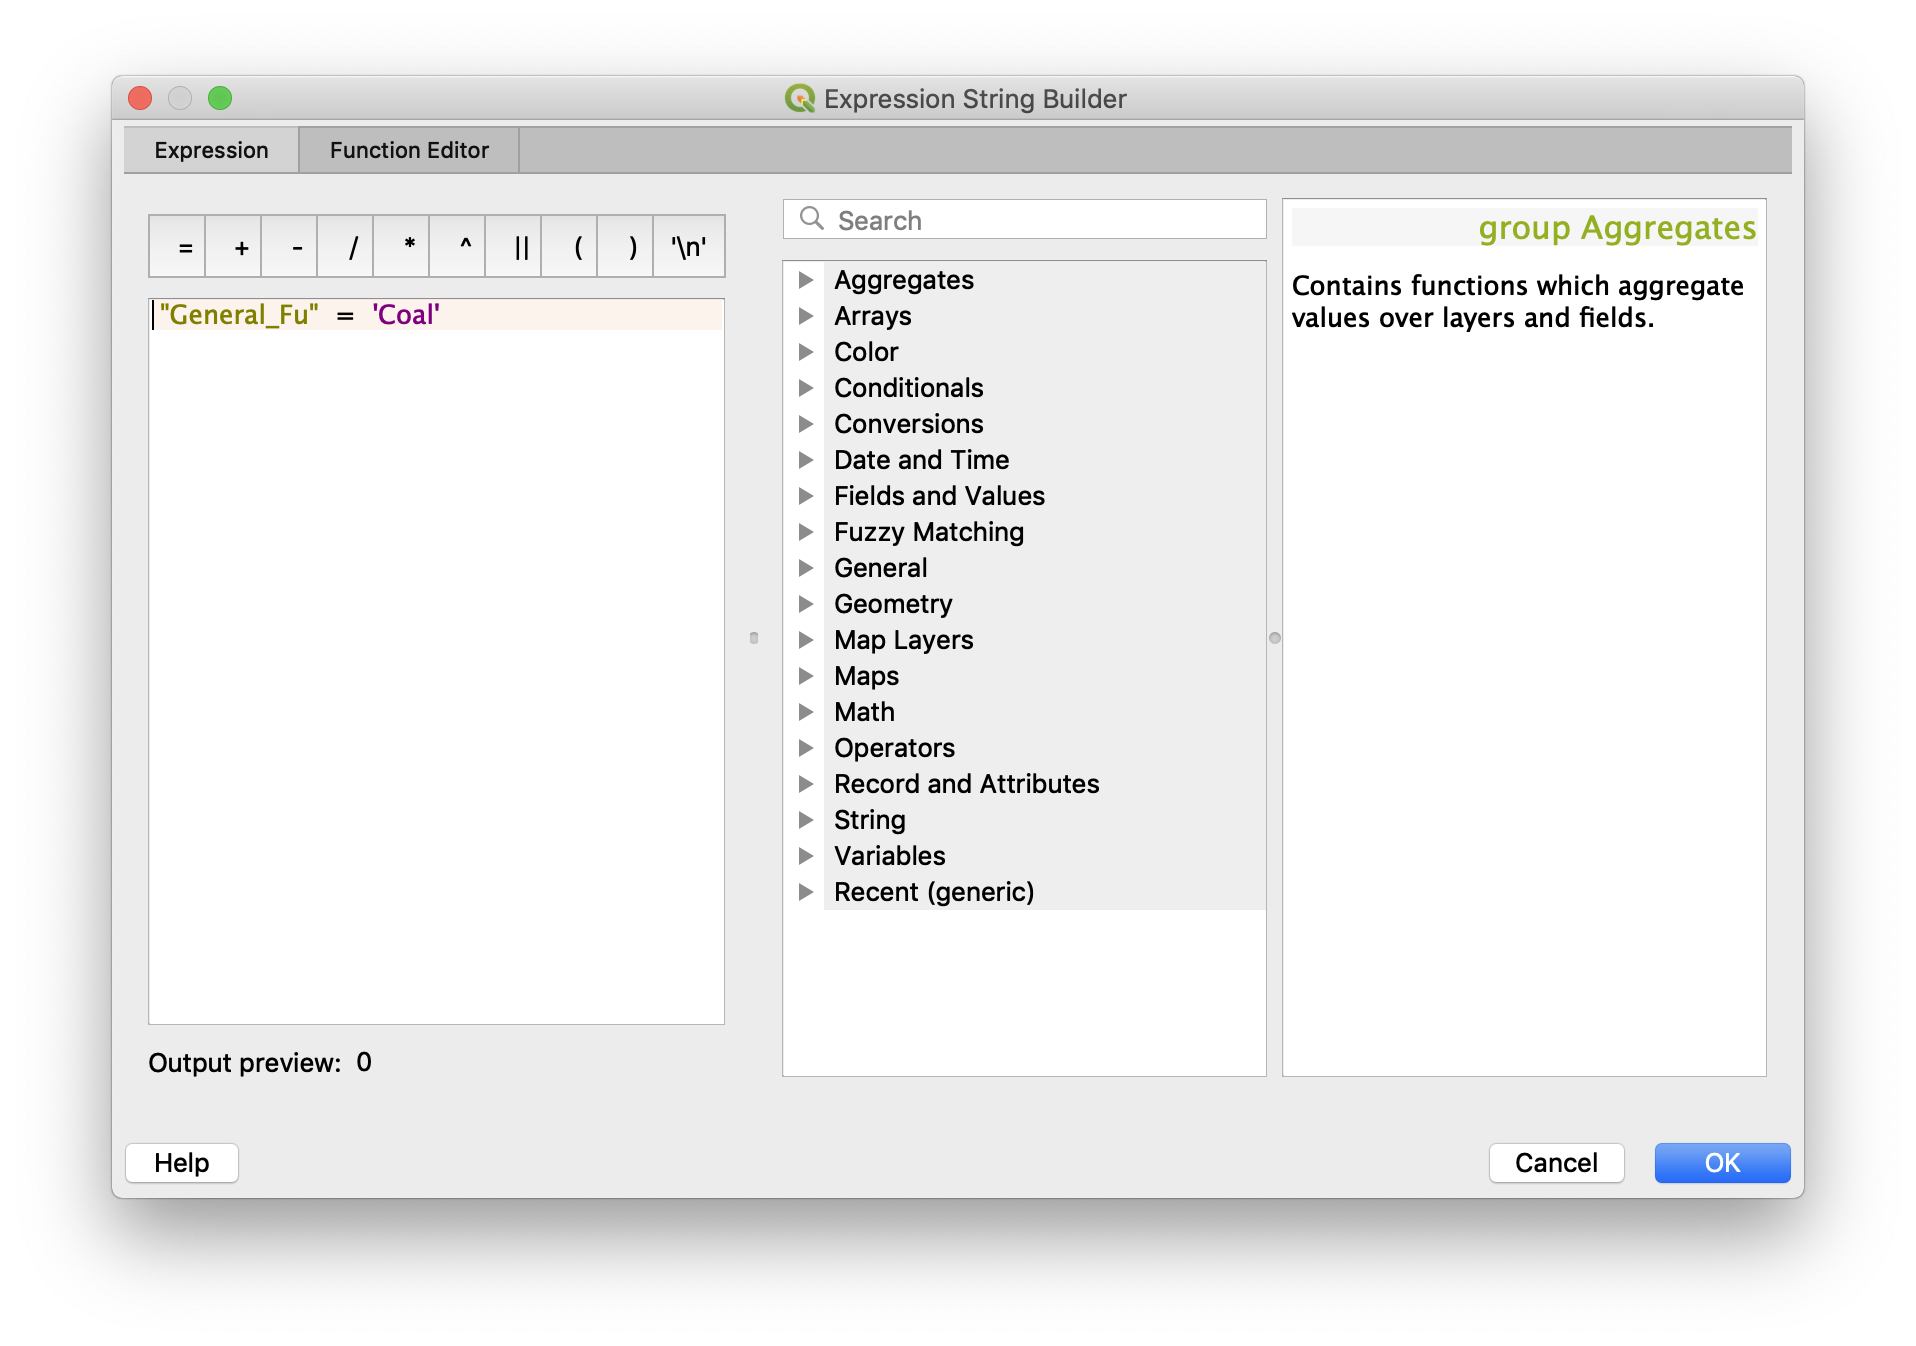 Expression String Builder
Expression
Function Editor
= + - / * ^ || ( ) '\n'
"General_Fu" = 'Coal'
Output preview: 0
Search
Aggregates
Arrays
Color
Conditionals
Conversions
Date and Time
Fields and Values
Fuzzy Matching
General
Geometry
Map Layers
Maps
Math
Operators
Record and Attributes
String
Variables
Recent (generic)
group Aggregates
Contains functions which aggregate
values over layers and fields.
Help
Cancel
OK